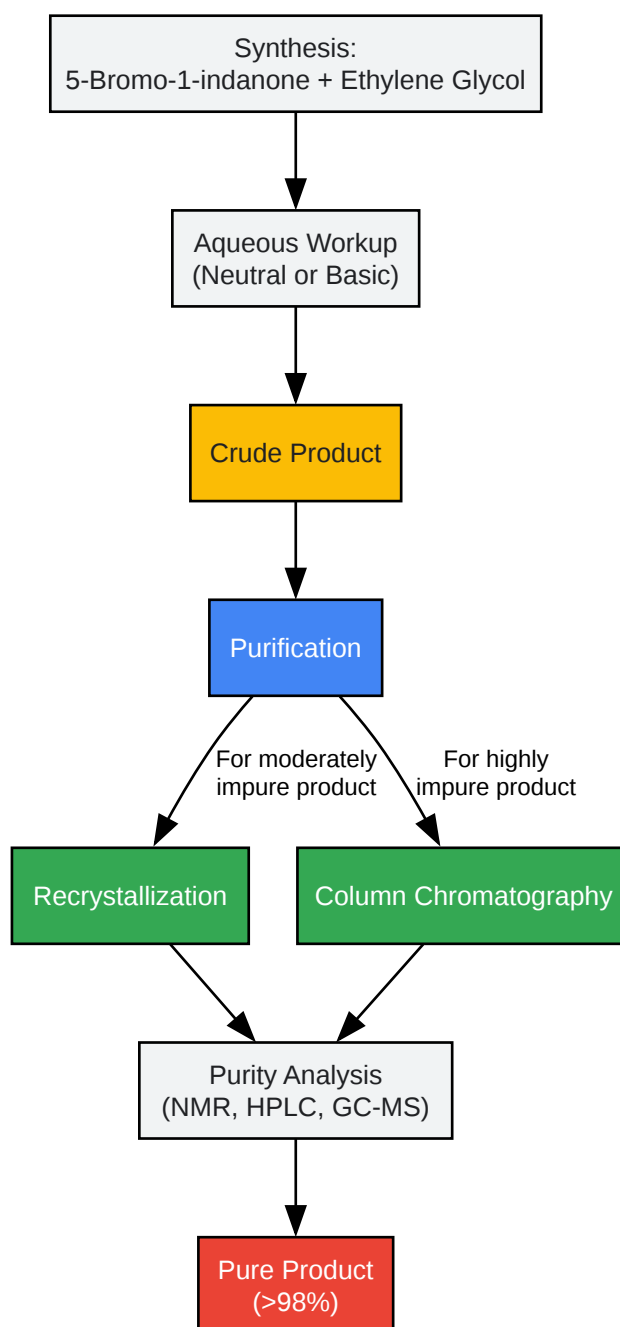 Synthesis:
5-Bromo-1-indanone + Ethylene Glycol
Aqueous Workup
(Neutral or Basic)
Crude Product
Purification
For moderately
impure product
For highly
impure product
Recrystallization
Column Chromatography
Purity Analysis
(NMR, HPLC, GC-MS)
Pure Product
(>98%)